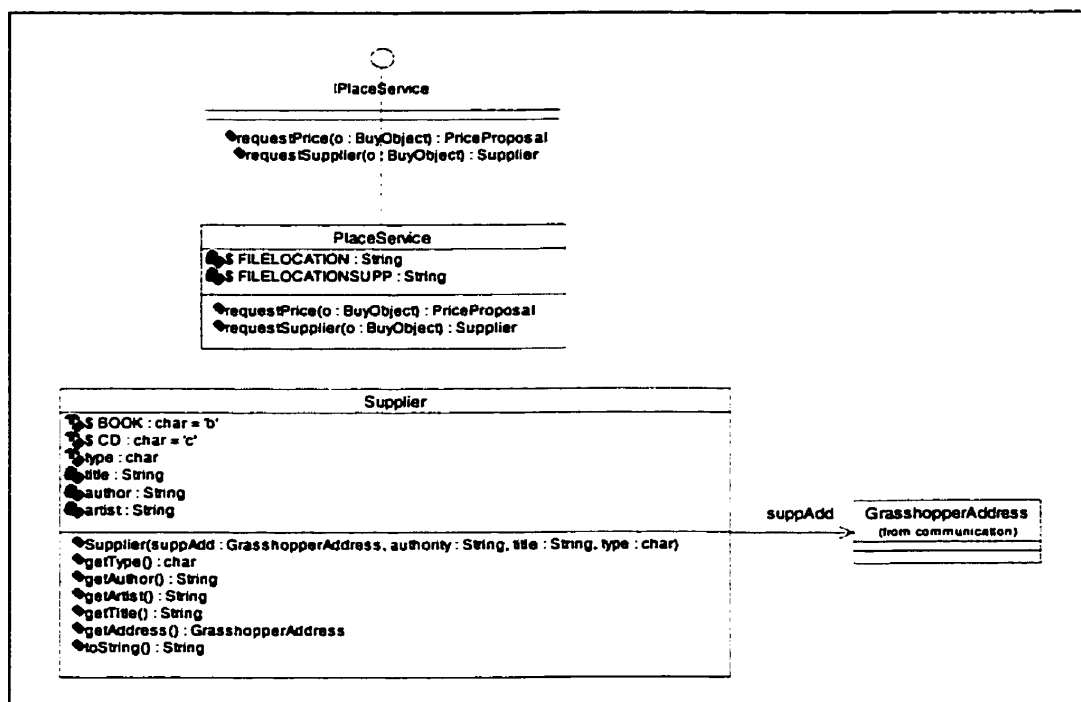 IPlaceService
requestPrice(o : BuyObject) : PriceProposal
requestSupplier(o : BuyObject) : Supplier
PlaceService
$ FILELOCATION : String
$ FILELOCATIONSUPP : String
requestPrice(o : BuyObject) : PriceProposal
requestSupplier(o : BuyObject) : Supplier
Supplier
$ BOOK : char = 'b'
$ CD : char = 'c'
type : char
title : String
author : String
artist : String
suppAdd
GrasshopperAddress
(from communication)
Supplier(suppAdd : GrasshopperAddress, authority : String, title : String, type : char)
getType() : char
getAuthor() : String
getArtist() : String
getTitle() : String
getAddress() : GrasshopperAddress
toString() : String